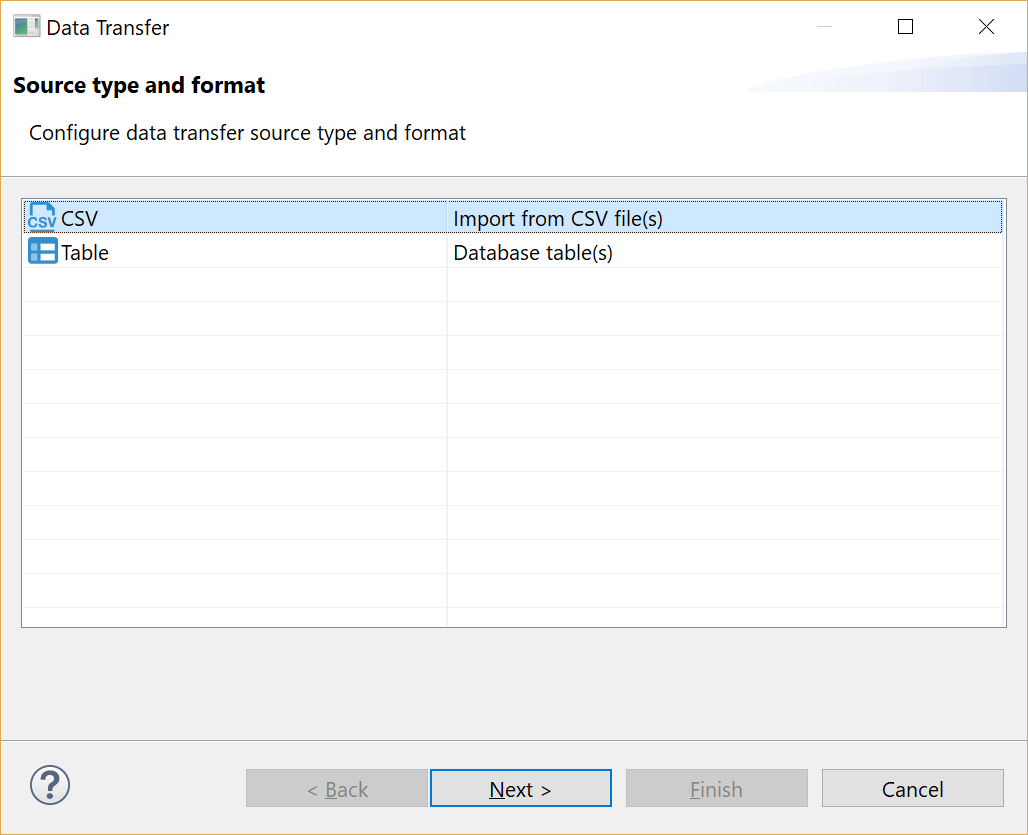 Data Transfer
Source type and format
Configure data transfer source type and format
CSV CSV Import from CSV file(s)
Table Database table(s)
?
< Back Next > Finish Cancel